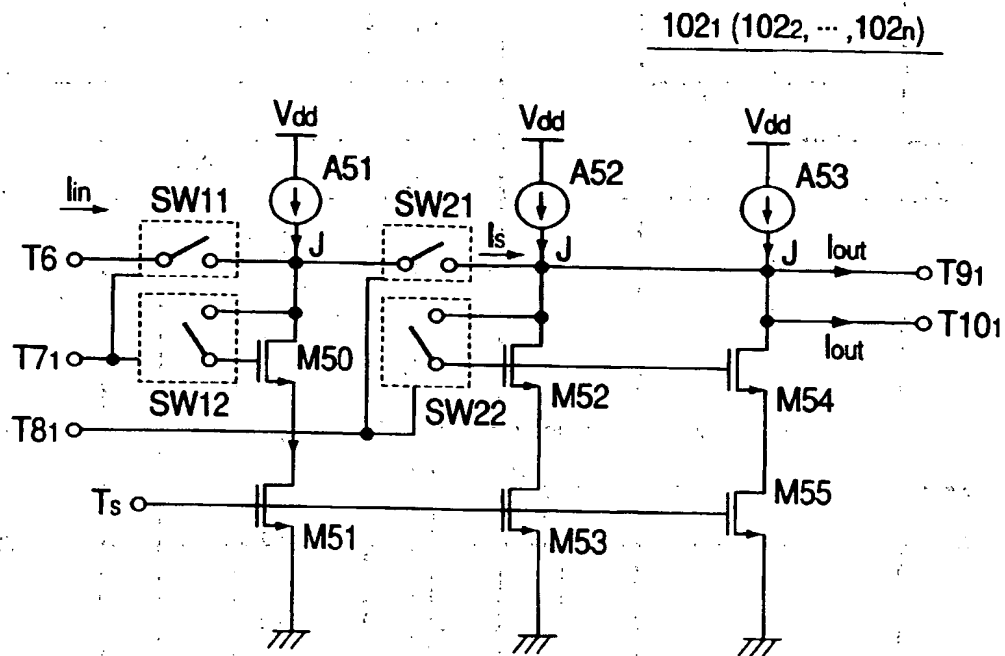 102₁ (102₂, ··· ,102n)
Vdd
Vdd
Vdd
A51
A52
A53
Iin
SW11
SW21
Is
J
J
J
Iout
T6
T9₁
T10₁
Iout
T7₁
M50
SW12
SW22
M52
M54
T8₁
Ts
M51
M53
M55